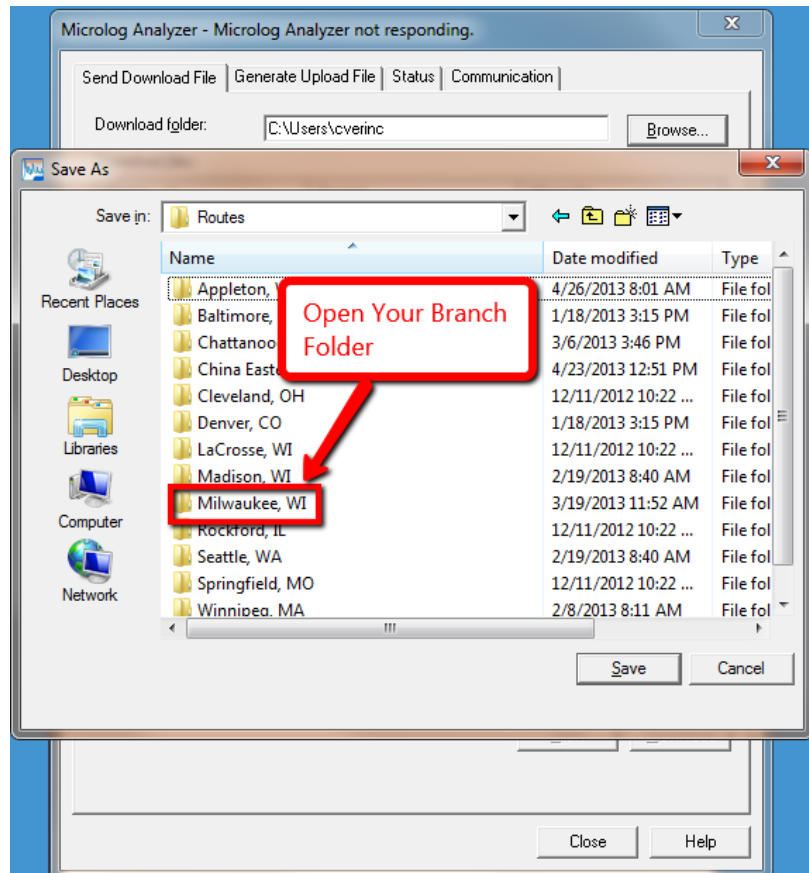 Microlog Analyzer - Microlog Analyzer not responding.
Send Download File Generate Upload File Status Communication
Download folder: C:\Users\cverinc Browse...
Save As
Save in: Routes
Name Date modified Type
Appleton, 4/26/2013 8:01 AM File fol
Baltimore, 1/18/2013 3:15 PM File fol
Chattanoo 3/6/2013 3:46 PM File fol
China Easte 4/23/2013 12:51 PM File fol
Cleveland, OH 12/11/2012 10:22 ... File fol
Denver, CO 1/18/2013 3:15 PM File fol
LaCrosse, WI 12/11/2012 10:22 ... File fol
Madison, WI 2/19/2013 8:40 AM File fol
Milwaukee, WI 3/19/2013 11:52 AM File fol
Rockford, IL 12/11/2012 10:22 ... File fol
Seattle, WA 2/19/2013 8:40 AM File fol
Springfield, MO 12/11/2012 10:22 ... File fol
Winnipeg, MA 2/8/2013 8:11 AM File fol
Open Your Branch
Folder
Recent Places
Desktop
Libraries
Computer
Network
Save Cancel
Close Help